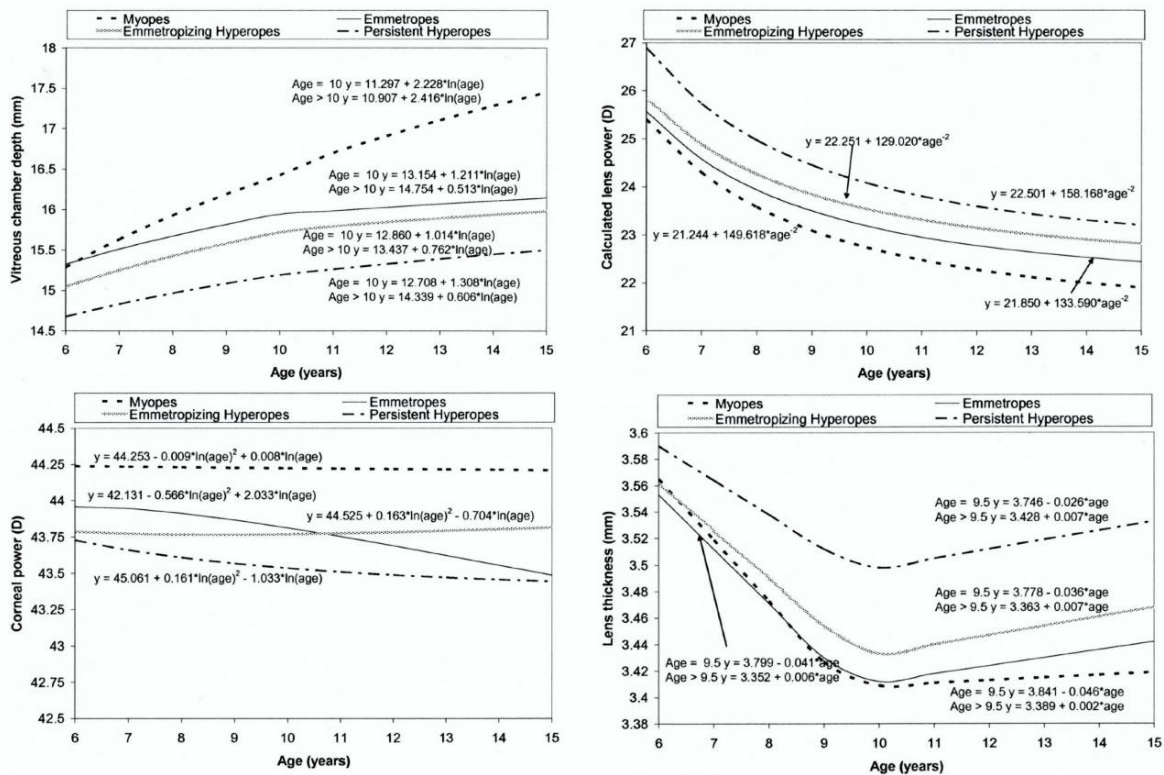 Myopes
Emmetropes
Emmetropizing Hyperopes
Persistent Hyperopes
Vitreous chamber depth (mm)
18
17.5
17
16.5
16
15.5
15
14.5
Age = 10 y = 11.297 + 2.228*ln(age)
Age > 10 y = 10.907 + 2.416*ln(age)
Age = 10 y = 13.154 + 1.211*ln(age)
Age > 10 y = 14.754 + 0.513*ln(age)
Age = 10 y = 12.860 + 1.014*ln(age)
Age > 10 y = 13.437 + 0.762*ln(age)
Age = 10 y = 12.708 + 1.308*ln(age)
Age > 10 y = 14.339 + 0.606*ln(age)
6 7 8 9 10 11 12 13 14 15
Age (years)
Myopes
Emmetropes
Emmetropizing Hyperopes
Persistent Hyperopes
Calculated lens power (D)
27
26
25
24
23
22
21
y = 22.251 + 129.020*age⁻²
y = 22.501 + 158.168*age⁻²
y = 21.244 + 149.618*age⁻²
y = 21.850 + 133.590*age⁻²
6 7 8 9 10 11 12 13 14 15
Age (years)
Myopes
Emmetropes
Emmetropizing Hyperopes
Persistent Hyperopes
Corneal power (D)
44.5
44.25
44
43.75
43.5
43.25
43
42.75
42.5
y = 44.253 - 0.009*ln(age)² + 0.008*ln(age)
y = 42.131 - 0.566*ln(age)² + 2.033*ln(age)
y = 44.525 + 0.163*ln(age)² - 0.704*ln(age)
y = 45.061 + 0.161*ln(age)² - 1.033*ln(age)
6 7 8 9 10 11 12 13 14 15
Age (years)
Myopes
Emmetropes
Emmetropizing Hyperopes
Persistent Hyperopes
Lens thickness (mm)
3.6
3.56
3.52
3.48
3.44
3.4
3.36
Age = 9.5 y = 3.746 - 0.026*age
Age > 9.5 y = 3.428 + 0.007*age
Age = 9.5 y = 3.778 - 0.036*age
Age > 9.5 y = 3.363 + 0.007*age
Age = 9.5 y = 3.799 - 0.041*age
Age > 9.5 y = 3.352 + 0.006*age
Age = 9.5 y = 3.841 - 0.046*age
Age > 9.5 y = 3.389 + 0.002*age
3.38
6 7 8 9 10 11 12 13 14 15
Age (years)